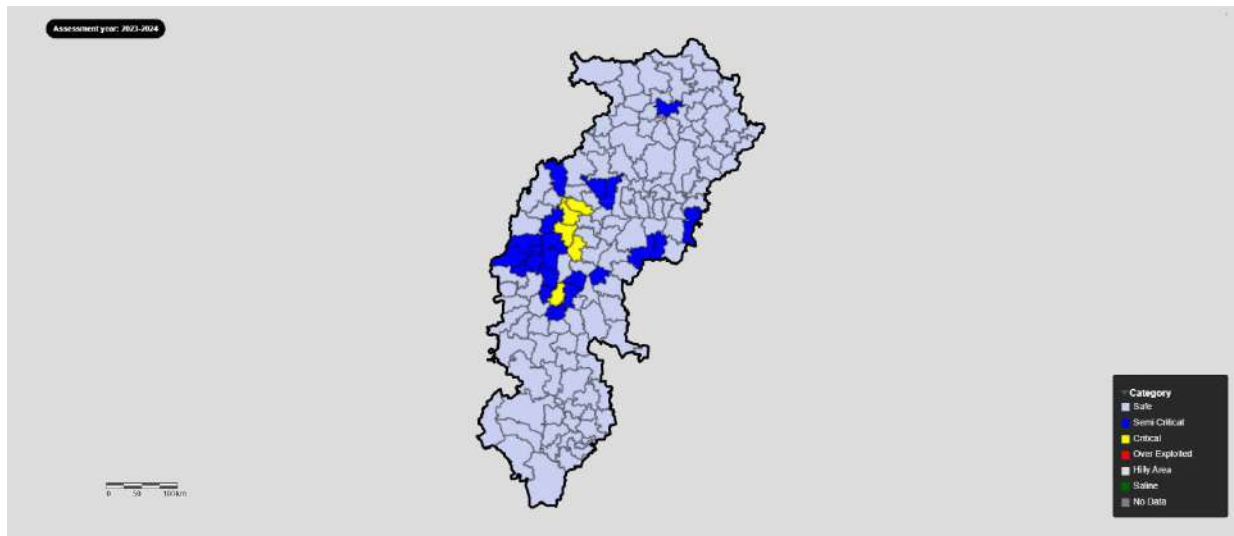 Assessment year: 2023-2024
Category
Safe
Semi Critical
Critical
Over Exploited
Hilly Area
Saline
No Data
0 50 100km